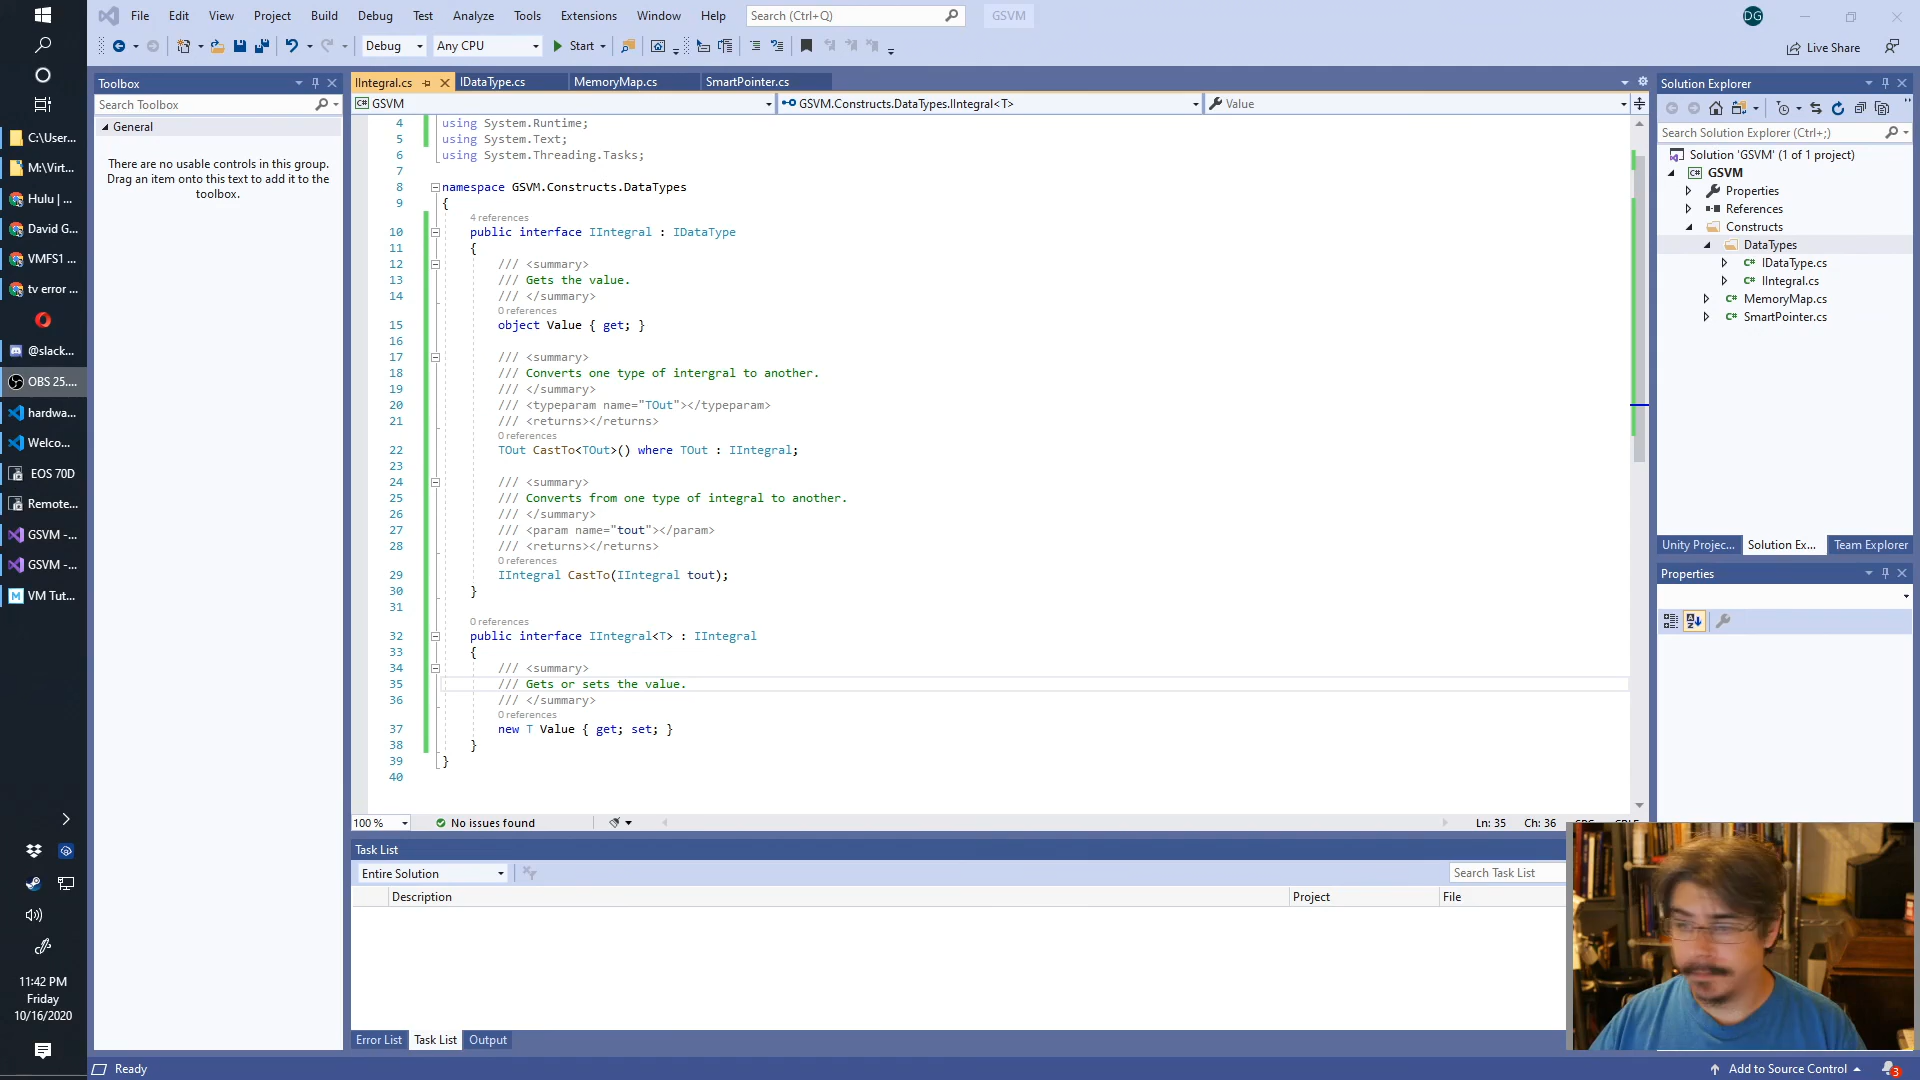 File Edit View Project Build Debug Test Analyze Tools Extensions Window Help Search (Ctrl+Q) GSVM DG
Debug Any CPU Start Live Share
Toolbox
Search Toolbox
General
There are no usable controls in this group.
Drag an item onto this text to add it to the
toolbox.
C:\User...
M:\Virt...
Hulu | ...
David G...
VMFS1 ...
tv error ...
@slack...
OBS 25....
hardwa...
Welco...
EOS 70D
Remote...
GSVM -...
GSVM -...
VM Tut...
11:42 PM
Friday
10/16/2020
IIntegral.cs IDataType.cs MemoryMap.cs SmartPointer.cs
GSVM GSVM.Constructs.DataTypes.IIntegral<T> Value
4 using System.Runtime;
5 using System.Text;
6 using System.Threading.Tasks;
7
8 namespace GSVM.Constructs.DataTypes
9 {
4 references
10 public interface IIntegral : IDataType
11 {
12 /// <summary>
13 /// Gets the value.
14 /// </summary>
0 references
15 object Value { get; }
16
17 /// <summary>
18 /// Converts one type of intergral to another.
19 /// </summary>
20 /// <typeparam name="TOut"></typeparam>
21 /// <returns></returns>
0 references
22 TOut CastTo<TOut>() where TOut : IIntegral;
23
24 /// <summary>
25 /// Converts from one type of integral to another.
26 /// </summary>
27 /// <param name="tout"></param>
28 /// <returns></returns>
0 references
29 IIntegral CastTo(IIntegral tout);
30 }
31
0 references
32 public interface IIntegral<T> : IIntegral
33 {
34 /// <summary>
35 /// Gets or sets the value.
36 /// </summary>
0 references
37 new T Value { get; set; }
38 }
39 }
40
100 % No issues found Ln: 35 Ch: 36
Task List
Entire Solution Search Task List
Description Project File
Error List Task List Output
Ready Add to Source Control 3
Solution Explorer
Search Solution Explorer (Ctrl+;)
Solution 'GSVM' (1 of 1 project)
C# GSVM
Properties
References
Constructs
DataTypes
C# IDataType.cs
C# IIntegral.cs
C# MemoryMap.cs
C# SmartPointer.cs
Unity Projec... Solution Ex... Team Explorer
Properties